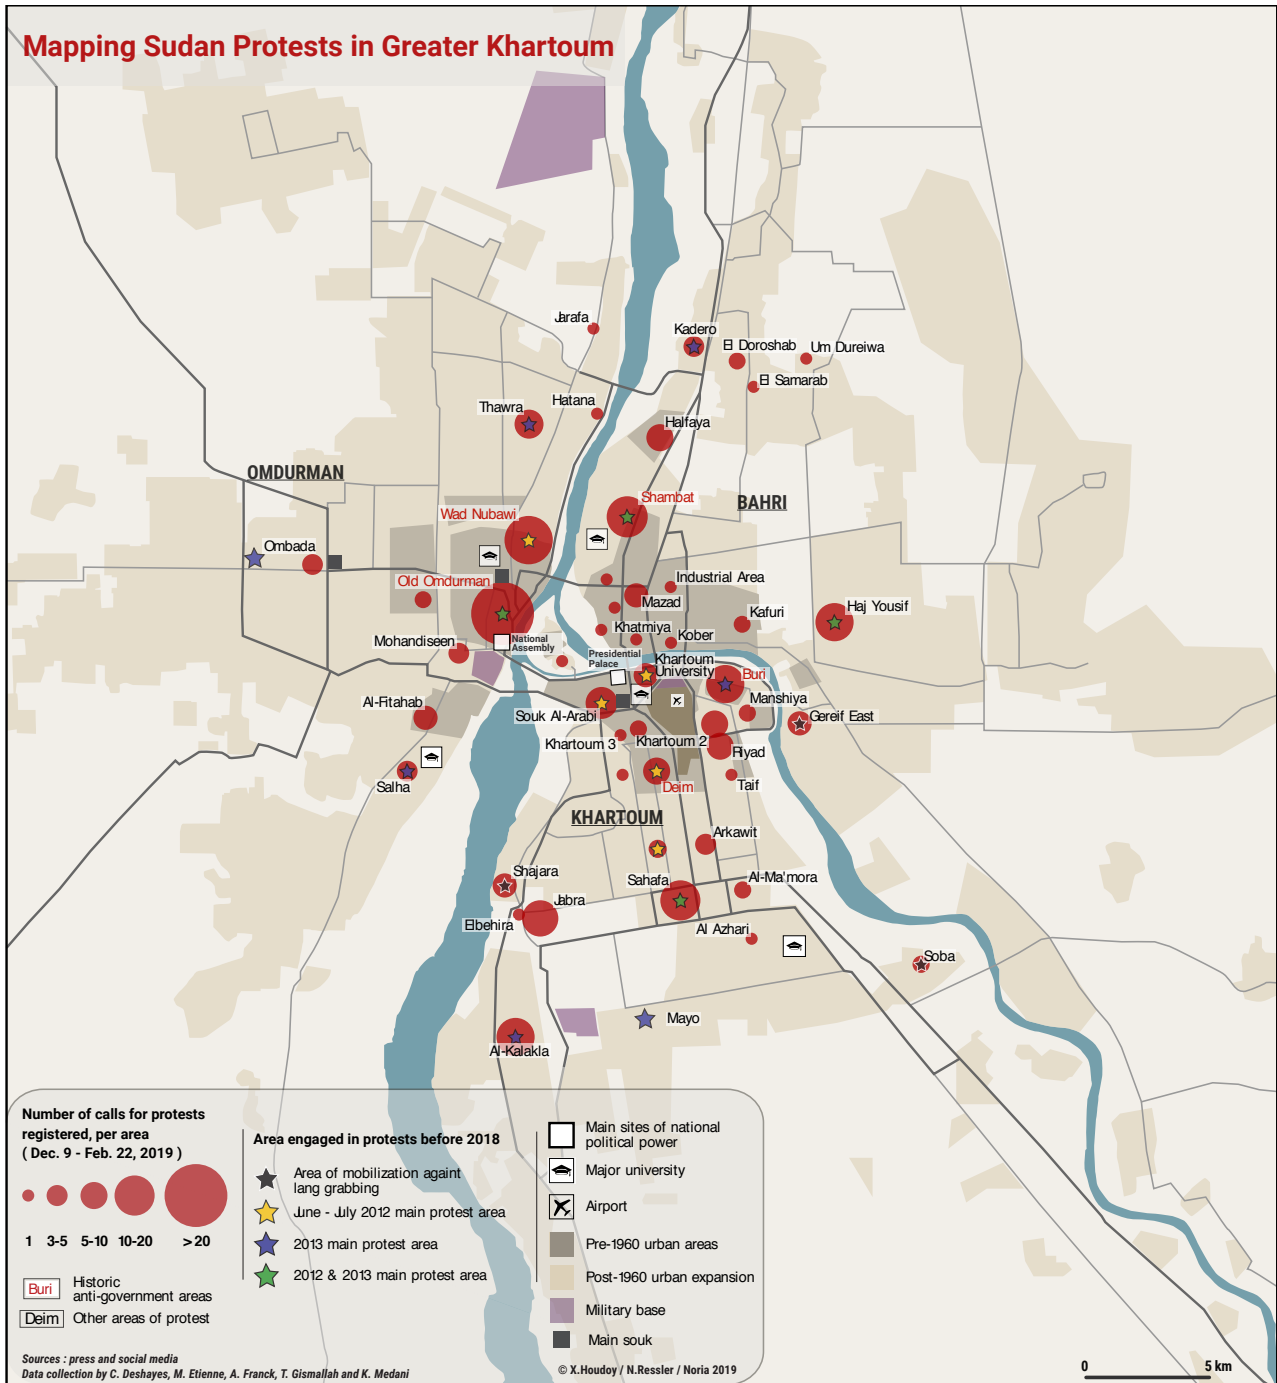 Mapping Sudan Protests in Greater Khartoum
Jarafa
Kadero
El Doroshab
Um Dureiwa
El Samarab
Hatana
Thawra
Halfaya
OMDURMAN
Shambat
BAHRI
Wad Nubawi
Ombada
Old Omdurman
Industrial Area
Mazad
Haj Yousif
Kafuri
Khatmiya
Kober
Mohandiseen
National
Assembly
Presidential
Palace
Khartoum
University
Buri
Al-Fitahab
Manshiya
Souk Al-Arabi
Gereif East
Khartoum 3
Khartoum 2
Riyad
Salha
Taif
Deim
KHARTOUM
Arkawit
Shajara
Sahafa
Al-Ma'mora
Jabra
Elbehira
Al Azhari
Soba
Mayo
Al-Kalakla
Number of calls for protests
registered, per area
( Dec. 9 - Feb. 22, 2019 )
1 3-5 5-10 10-20 > 20
Buri
Historic
anti-government areas
Deim
Other areas of protest
Area engaged in protests before 2018
Area of mobilization againt
lang grabbing
June - July 2012 main protest area
2013 main protest area
2012 & 2013 main protest area
Main sites of national
political power
Major university
Airport
Pre-1960 urban areas
Post-1960 urban expansion
Military base
Main souk
Sources : press and social media
Data collection by C. Deshayes, M. Etienne, A. Franck, T. Gismallah and K. Medani
© X.Houdoy / N.Ressler / Noria 2019
0 5 km